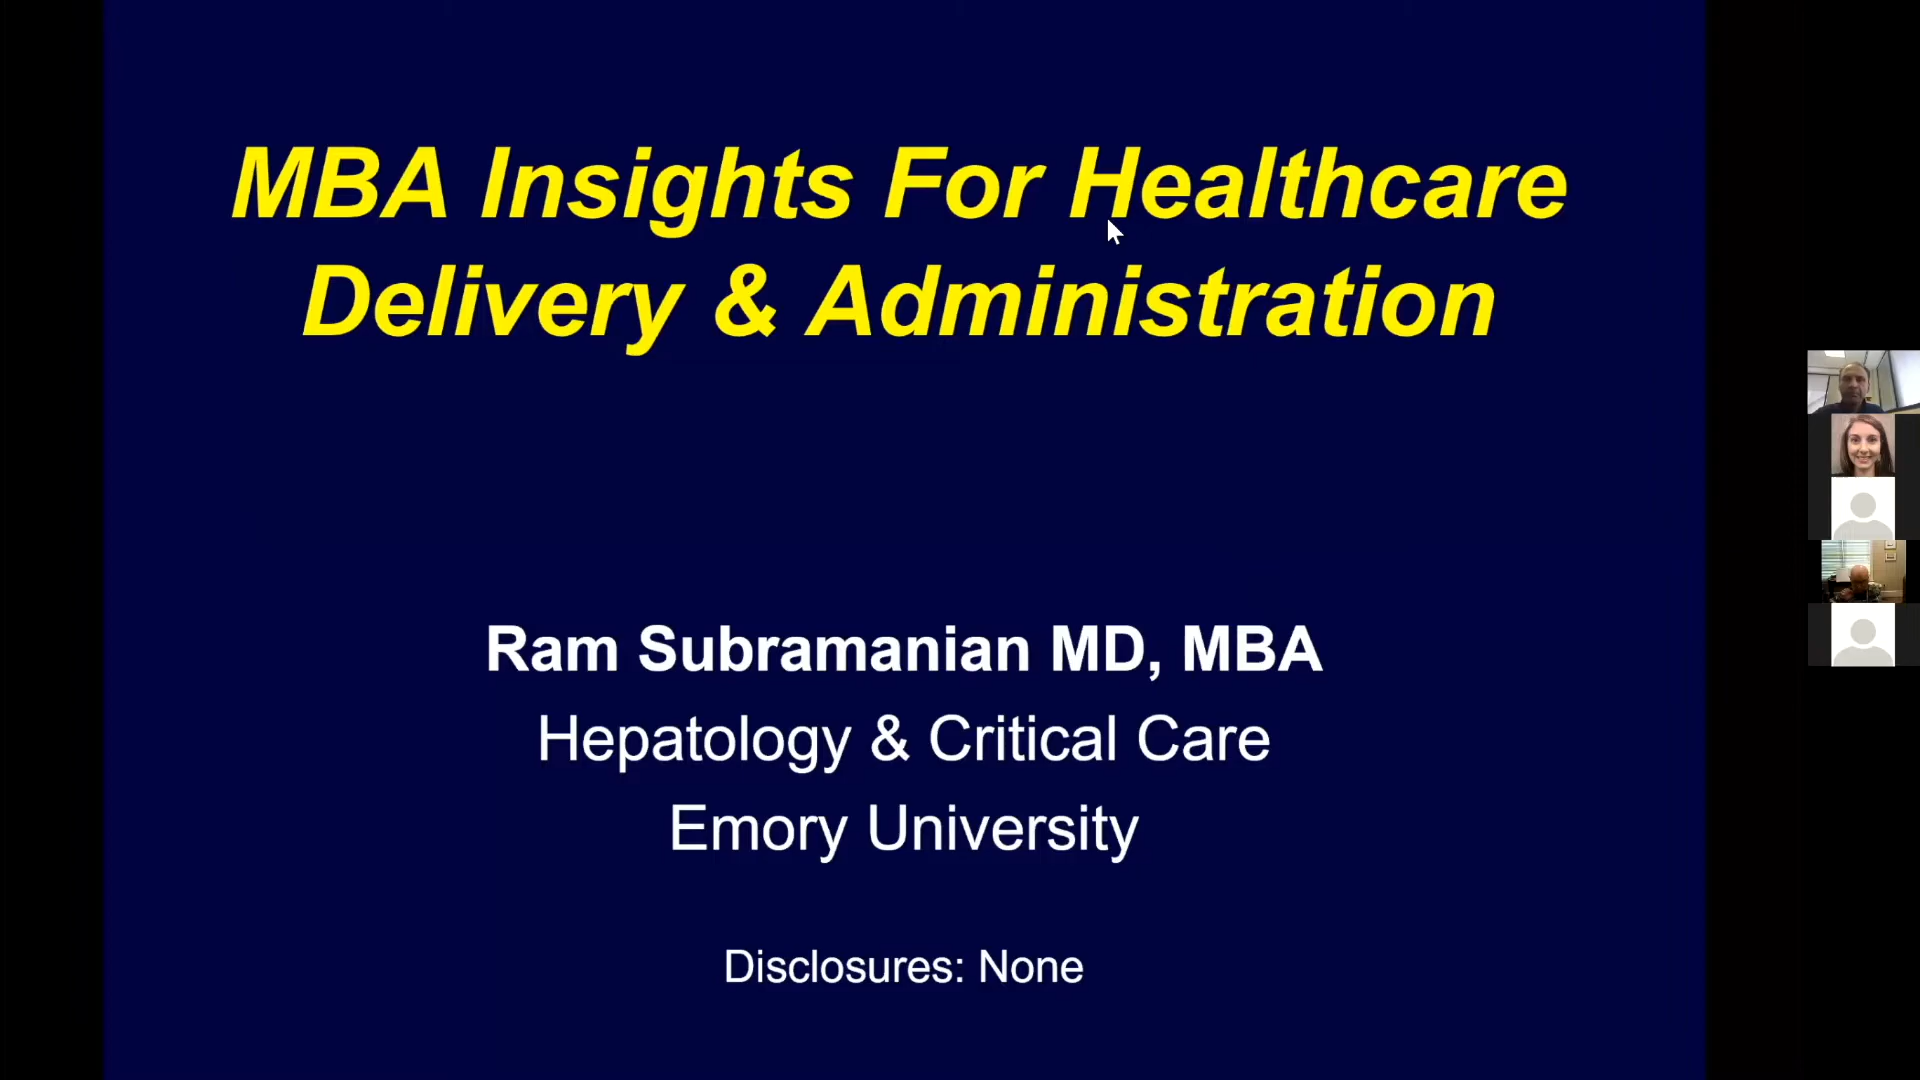 MBA Insights For Healthcare
Delivery & Administration
Ram Subramanian MD, MBA
Hepatology & Critical Care
Emory University
Disclosures: None